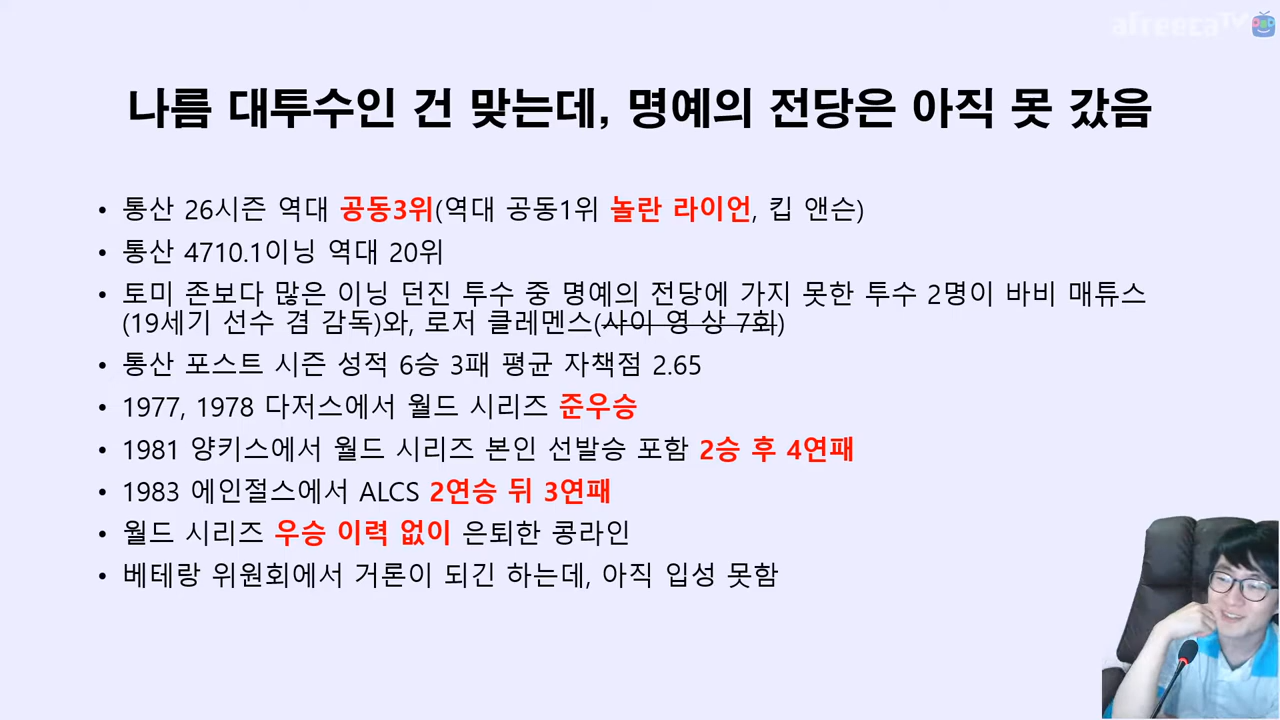 afreecaTV
나름 대투수인 건 맞는데, 명예의 전당은 아직 못 갔음
• 통산 26시즌 역대 공동3위(역대 공동1위 놀란 라이언, 킵 앤슨)
• 통산 4710.1이닝 역대 20위
• 토미 존보다 많은 이닝 던진 투수 중 명예의 전당에 가지 못한 투수 2명이 바비 매튜스
(19세기 선수 겸 감독)와, 로저 클레멘스(사이 영 상 7회)
• 통산 포스트 시즌 성적 6승 3패 평균 자책점 2.65
• 1977, 1978 다저스에서 월드 시리즈 준우승
• 1981 양키스에서 월드 시리즈 본인 선발승 포함 2승 후 4연패
• 1983 에인절스에서 ALCS 2연승 뒤 3연패
• 월드 시리즈 우승 이력 없이 은퇴한 콩라인
• 베테랑 위원회에서 거론이 되긴 하는데, 아직 입성 못함